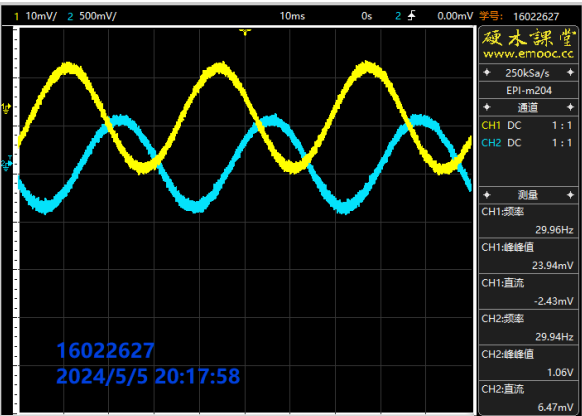 1 10mV/ 2 500mV/ 10ms 0s 2 0.00mV 学号: 16022627
硬木課堂
www.emooc.cc
250kSa/s
EPI-m204
通道
CH1 DC 1 : 1
CH2 DC 1 : 1
测量
CH1:频率
29.96Hz
CH1:峰峰值
23.94mV
CH1:直流
-2.43mV
CH2:频率
29.94Hz
CH2:峰峰值
1.06V
CH2:直流
6.47mV
16022627
2024/5/5 20:17:58